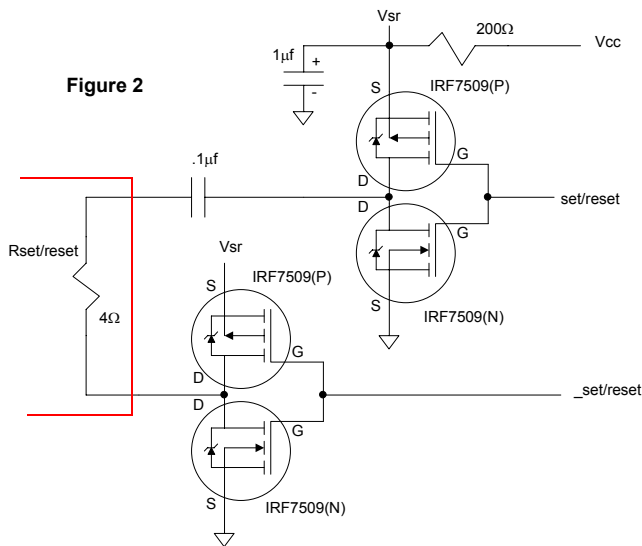 Vsr
200Ω
Vcc
1µf
+
-
Figure 2
S
IRF7509(P)
G
D
.1µf
D
set/reset
G
Rset/reset
Vsr
S
IRF7509(N)
S
IRF7509(P)
4Ω
G
D
D
_set/reset
G
S
IRF7509(N)